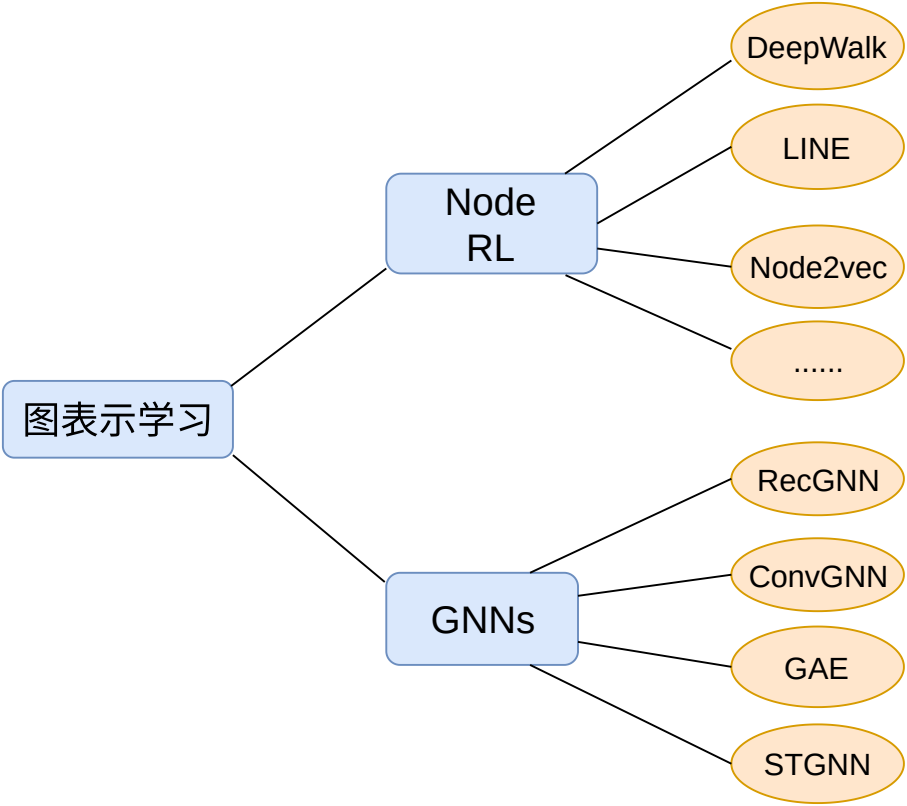 DeepWalk
LINE
Node
RL
Node2vec
......
图表示学习
RecGNN
ConvGNN
GNNs
GAE
STGNN